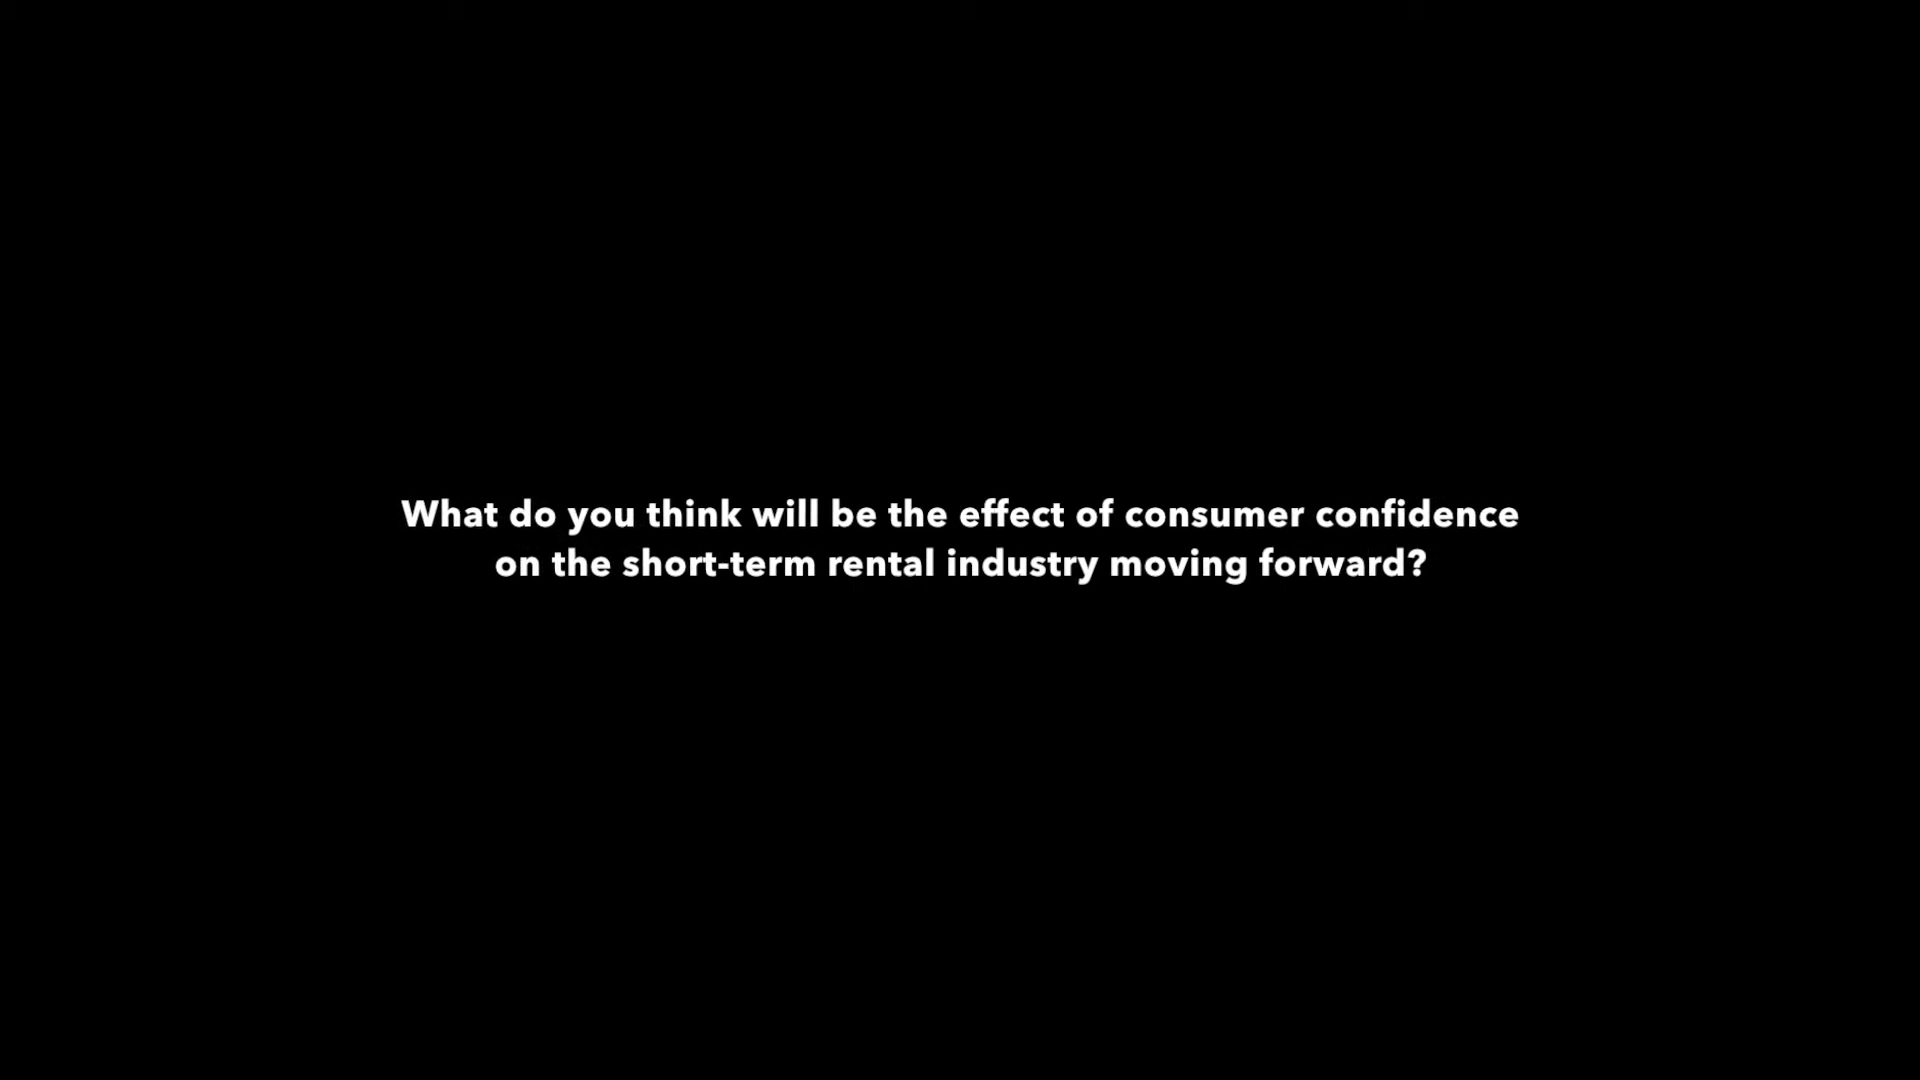 What do you think will be the effect of consumer confidence
on the short-term rental industry moving forward?